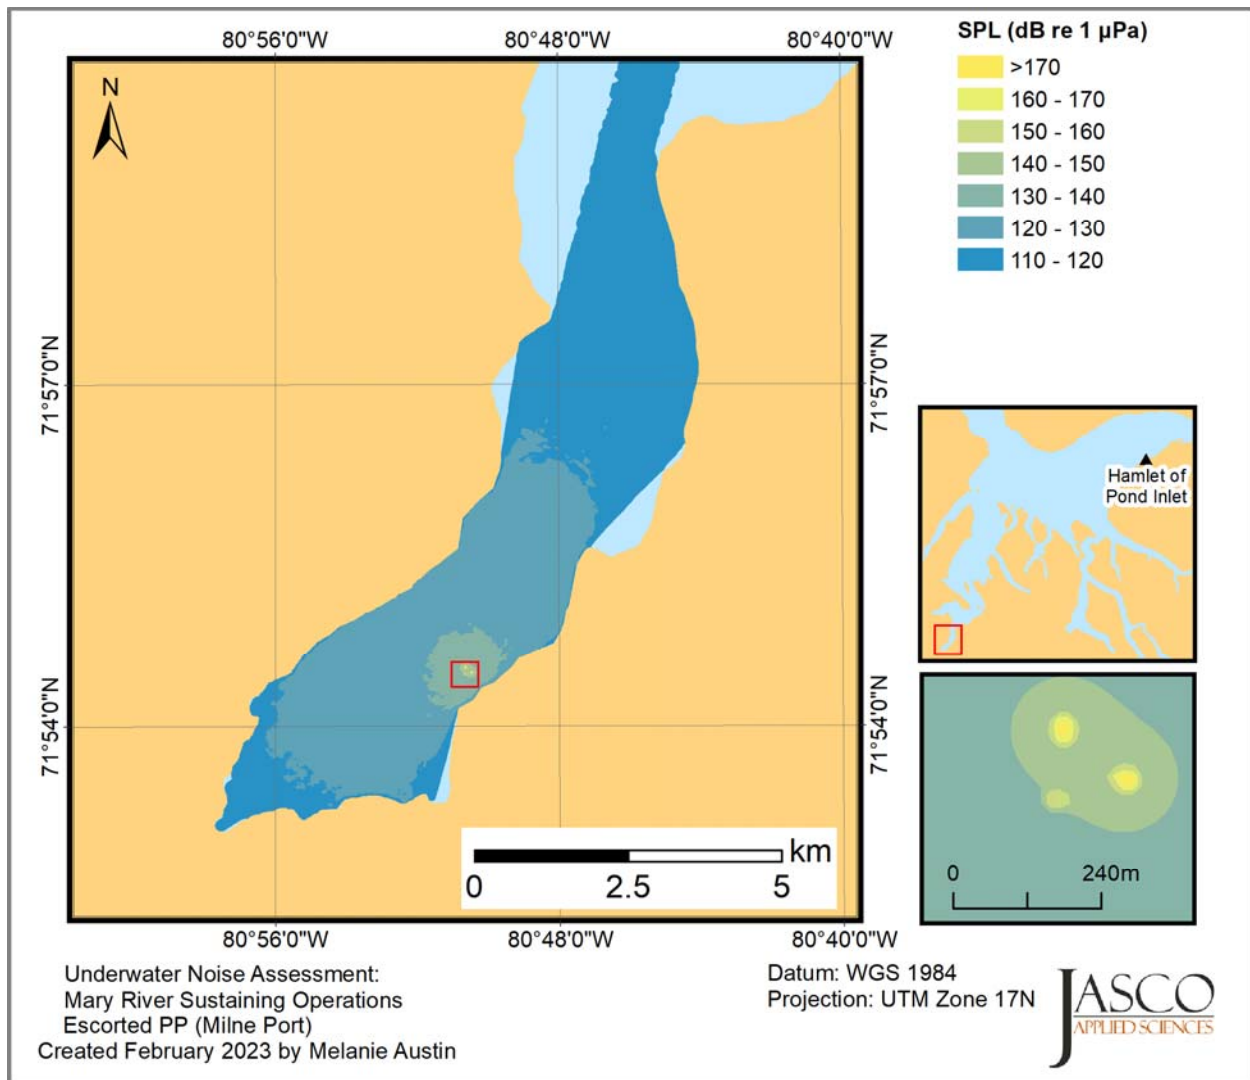 80°56'0"W
80°48'0"W
80°40'0"W
SPL (dB re 1 µPa)
>170
160 - 170
150 - 160
140 - 150
130 - 140
120 - 130
110 - 120
N
71°57'0"N
71°57'0"N
71°54'0"N
71°54'0"N
Hamlet of
Pond Inlet
km
0
2.5
5
0
240m
80°56'0"W
80°48'0"W
80°40'0"W
Underwater Noise Assessment:
Mary River Sustaining Operations
Escorted PP (Milne Port)
Created February 2023 by Melanie Austin
Datum: WGS 1984
Projection: UTM Zone 17N
JASCO
APPLIED SCIENCES